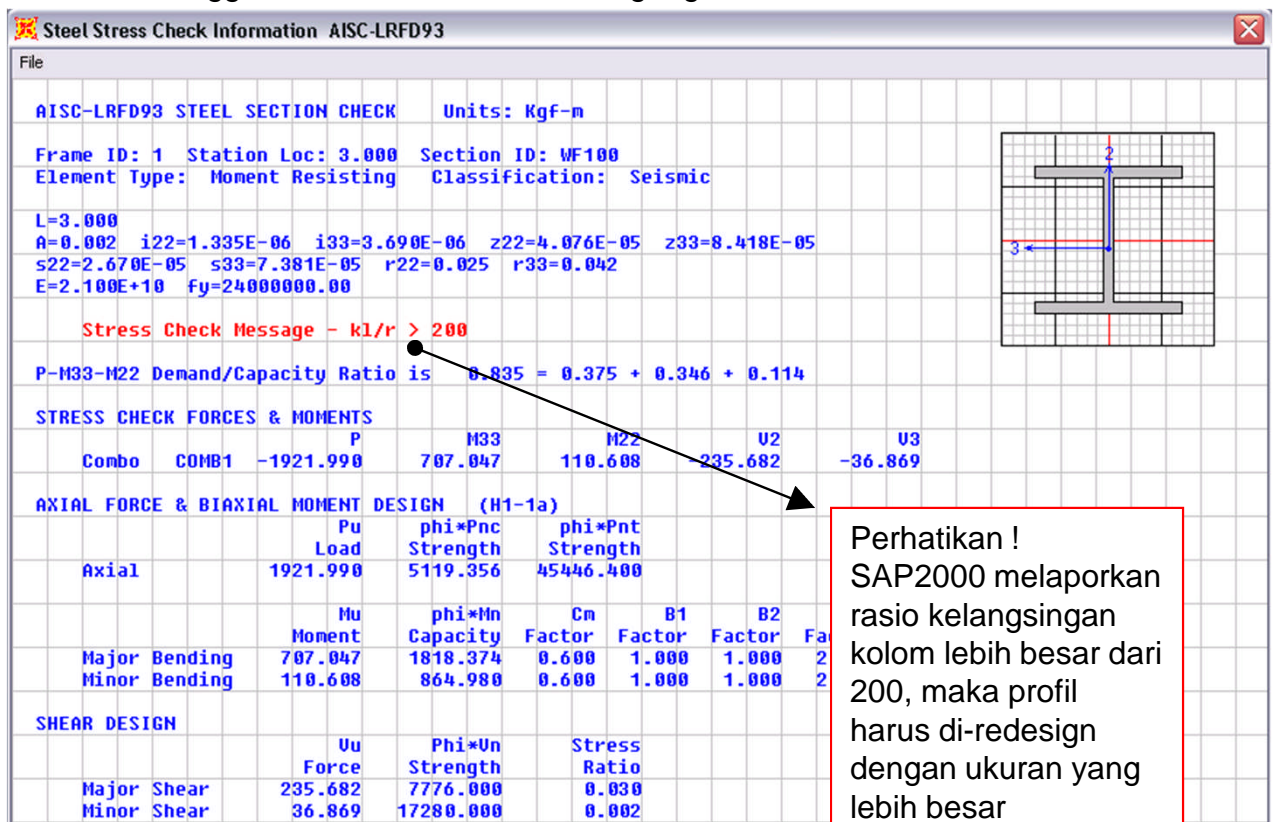 Steel Stress Check Information AISC-LRFD93
File
AISC-LRFD93 STEEL SECTION CHECK Units: Kgf-m
Frame ID: 1 Station Loc: 3.000 Section ID: WF100
Element Type: Moment Resisting Classification: Seismic
L=3.000
A=0.002 i22=1.335E-06 i33=3.690E-06 z22=4.076E-05 z33=8.418E-05
s22=2.670E-05 s33=7.381E-05 r22=0.025 r33=0.042
E=2.100E+10 fy=24000000.00
2
3
Stress Check Message - kl/r > 200
P-M33-M22 Demand/Capacity Ratio is 0.835 = 0.375 + 0.346 + 0.114
STRESS CHECK FORCES & MOMENTS
P M33 M22 V2 V3
Combo COMB1 -1921.990 707.047 110.608 -235.682 -36.869
AXIAL FORCE & BIAXIAL MOMENT DESIGN (H1-1a)
Pu phi*Pnc phi*Pnt
Load Strength Strength
Axial 1921.990 5119.356 45446.400
Mu phi*Mn Cm B1 B2
Moment Capacity Factor Factor Factor
Major Bending 707.047 1818.374 0.600 1.000 1.000 2
Minor Bending 110.608 864.980 0.600 1.000 1.000 2
SHEAR DESIGN
Vu Phi*Vn Stress
Force Strength Ratio
Major Shear 235.682 7776.000 0.030
Minor Shear 36.869 17280.000 0.002
Perhatikan !
SAP2000 melaporkan
rasio kelangsingan
kolom lebih besar dari
200, maka profil
harus di-redesign
dengan ukuran yang
lebih besar